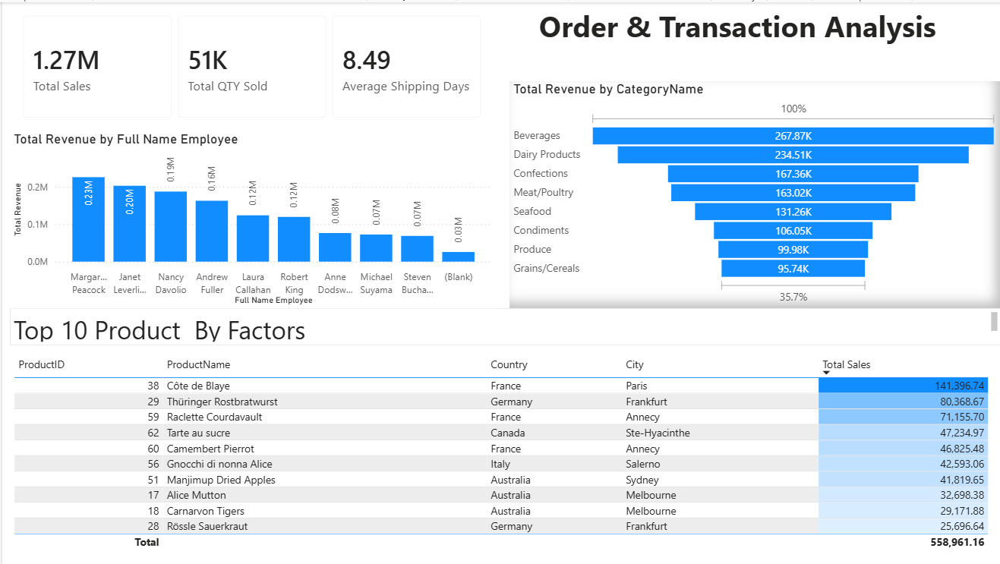 Order & Transaction Analysis
1.27M
Total Sales
51K
Total QTY Sold
8.49
Average Shipping Days
Total Revenue by Full Name Employee
Total Revenue
0.2M
0.1M
0.0M
0.23M
0.20M
0.19M
0.16M
0.12M
0.12M
0.08M
0.07M
0.07M
0.03M
Margar... Peacock
Janet Leverli...
Nancy Davolio
Andrew Fuller
Laura Callahan
Robert King
Anne Dodsw...
Michael Suyama
Steven Bucha...
(Blank)
Full Name Employee
Total Revenue by CategoryName
100%
Beverages 267.87K
Dairy Products 234.51K
Confections 167.36K
Meat/Poultry 163.02K
Seafood 131.26K
Condiments 106.05K
Produce 99.98K
Grains/Cereals 95.74K
35.7%
Top 10 Product  By Factors
ProductID ProductName Country City Total Sales
38 Côte de Blaye France Paris 141,396.74
29 Thüringer Rostbratwurst Germany Frankfurt 80,368.67
59 Raclette Courdavault France Annecy 71,155.70
62 Tarte au sucre Canada Ste-Hyacinthe 47,234.97
60 Camembert Pierrot France Annecy 46,825.48
56 Gnocchi di nonna Alice Italy Salerno 42,593.06
51 Manjimup Dried Apples Australia Sydney 41,819.65
17 Alice Mutton Australia Melbourne 32,698.38
18 Carnarvon Tigers Australia Melbourne 29,171.88
28 Rössle Sauerkraut Germany Frankfurt 25,696.64
Total 558,961.16